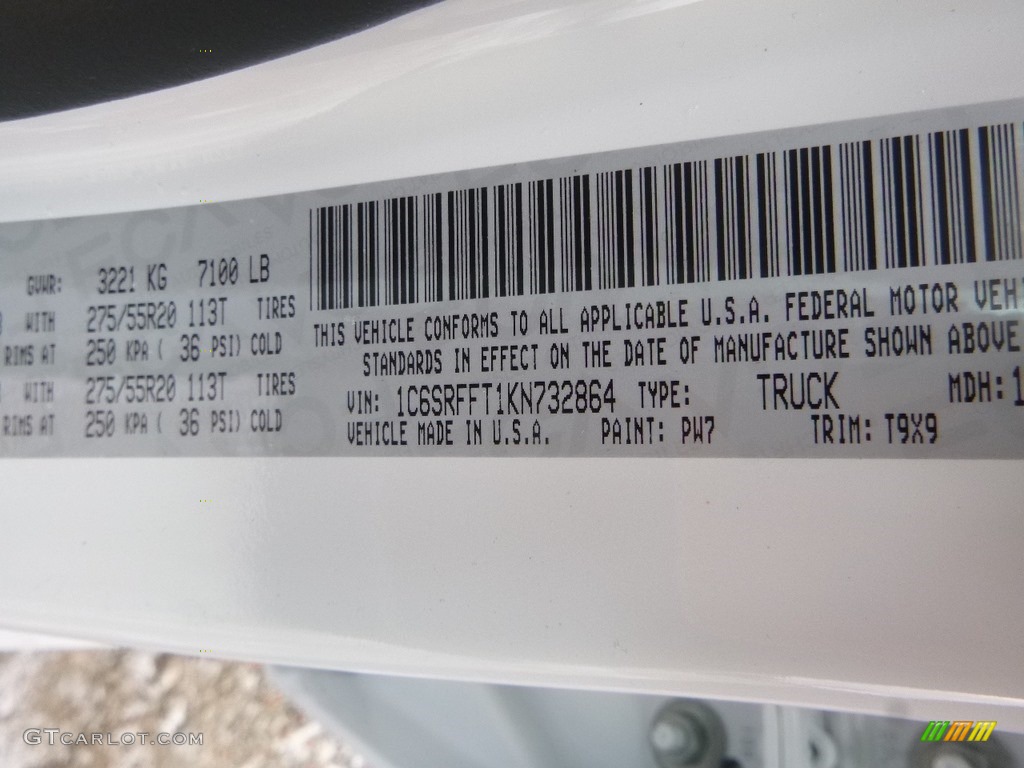 GVWR: 3221 KG 7100 LB
WITH 275/55R20 113T TIRES
RIMS AT 250 KPA ( 36 PSI) COLD
WITH 275/55R20 113T TIRES
RIMS AT 250 KPA ( 36 PSI) COLD
THIS VEHICLE CONFORMS TO ALL APPLICABLE U.S.A. FEDERAL MOTOR VEH
STANDARDS IN EFFECT ON THE DATE OF MANUFACTURE SHOWN ABOVE
VIN: 1C6SRFFT1KN732864 TYPE: TRUCK MDH: 1
VEHICLE MADE IN U.S.A. PAINT: PW7 TRIM: T9X9
GTCARLOT.COM